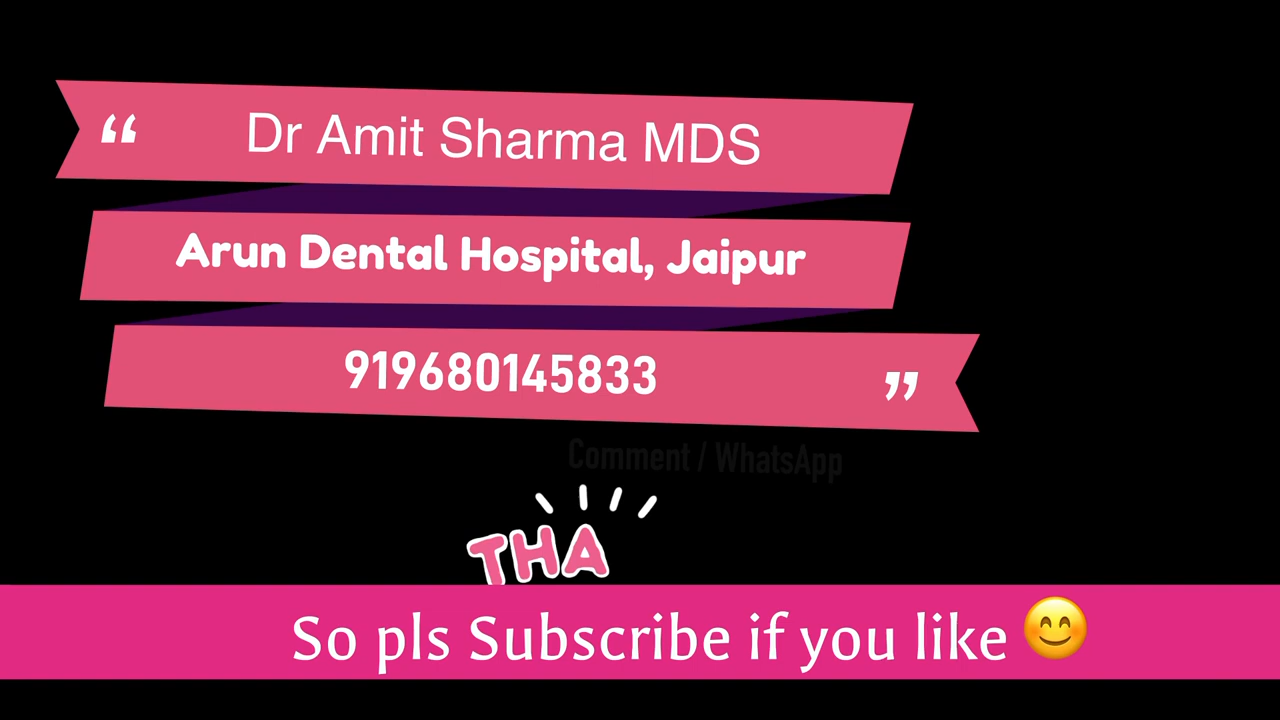 “ Dr Amit Sharma MDS
Arun Dental Hospital, Jaipur
919680145833 ”
Comment / WhatsApp
THA
So pls Subscribe if you like 😊